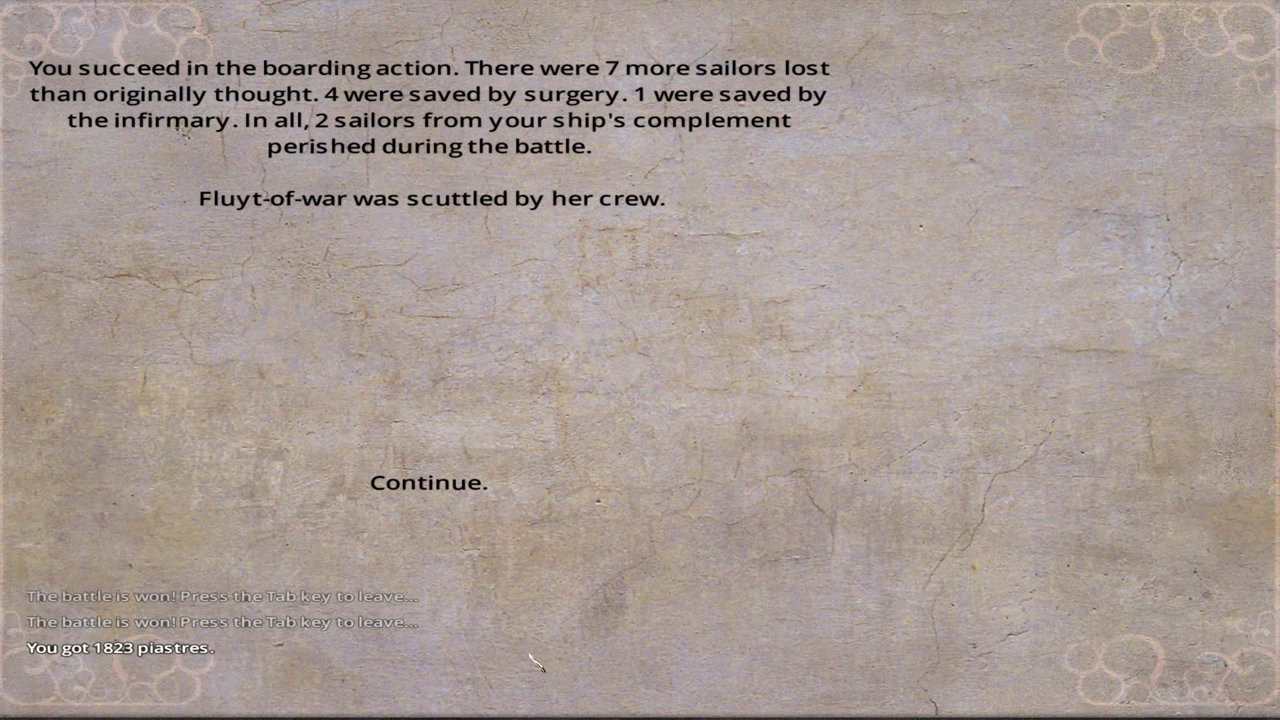 You succeed in the boarding action. There were 7 more sailors lost
than originally thought. 4 were saved by surgery. 1 were saved by
the infirmary. In all, 2 sailors from your ship's complement
perished during the battle.
Fluyt-of-war was scuttled by her crew.
Continue.
The battle is won! Press the Tab key to leave...
The battle is won! Press the Tab key to leave...
You got 1823 piastres.